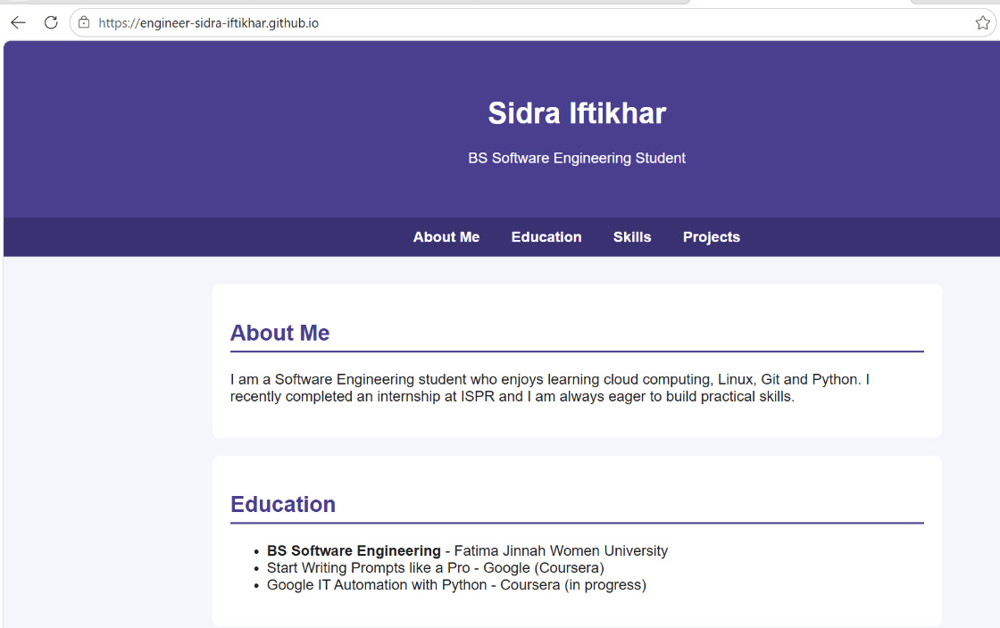 https://engineer-sidra-iftikhar.github.io
Sidra Iftikhar
BS Software Engineering Student
About Me Education Skills Projects
About Me
I am a Software Engineering student who enjoys learning cloud computing, Linux, Git and Python. I
recently completed an internship at ISPR and I am always eager to build practical skills.
Education
• BS Software Engineering - Fatima Jinnah Women University
• Start Writing Prompts like a Pro - Google (Coursera)
• Google IT Automation with Python - Coursera (in progress)